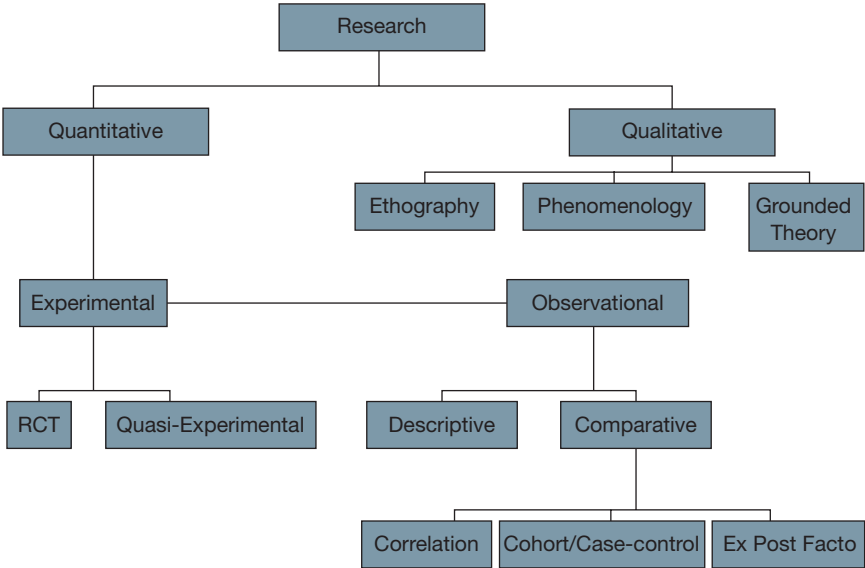 Research
Quantitative
Qualitative
Ethography
Phenomenology
Grounded
Theory
Experimental
Observational
RCT
Quasi-Experimental
Descriptive
Comparative
Correlation
Cohort/Case-control
Ex Post Facto